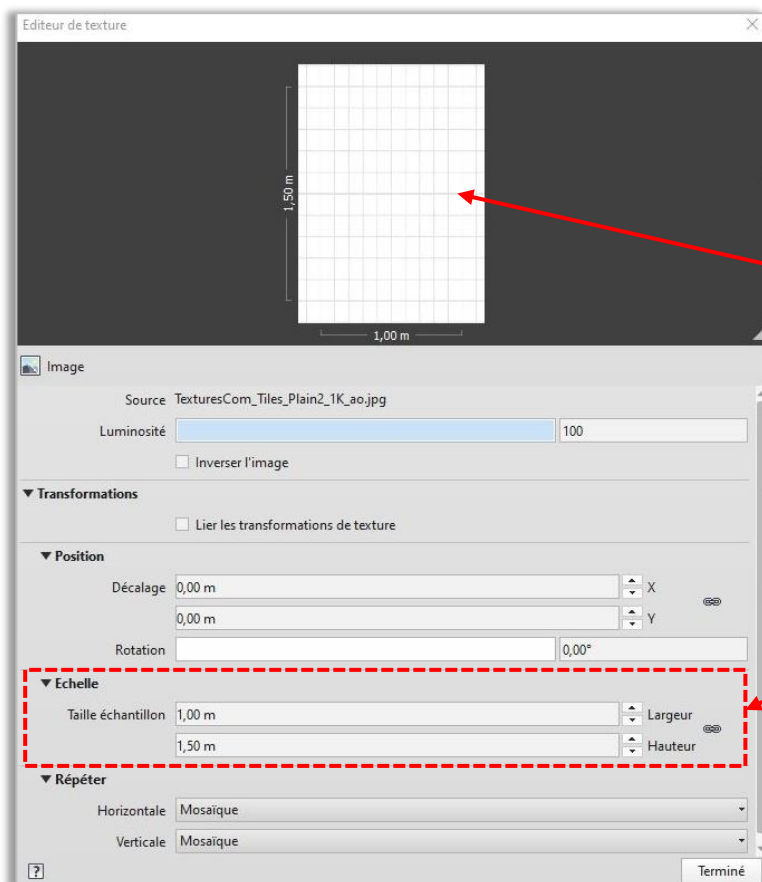 Editeur de texture
1,50 m
1,00 m
Image
Source TexturesCom_Tiles_Plain2_1K_ao.jpg
Luminosité 100
Inverser l'image
Transformations
Lier les transformations de texture
Position
Décalage 0,00 m X
0,00 m Y
Rotation 0,00°
Echelle
Taille échantillon 1,00 m Largeur
1,50 m Hauteur
Répéter
Horizontale Mosaïque
Verticale Mosaïque
? Terminé